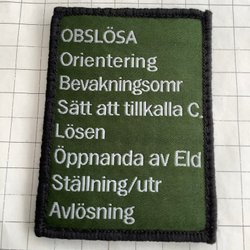 OBSLÖSA
Orientering
Bevakningsomr
Sätt att tillkalla C.
Lösen
Öppnanda av Eld
Ställning/utr
Avlösning